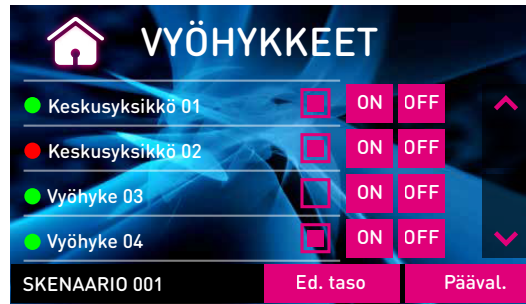 VYÖHYKKEET
Keskusyksikkö 01 ON OFF
Keskusyksikkö 02 ON OFF
Vyöhyke 03 ON OFF
Vyöhyke 04 ON OFF
SKENAARIO 001 Ed. taso Pääval.